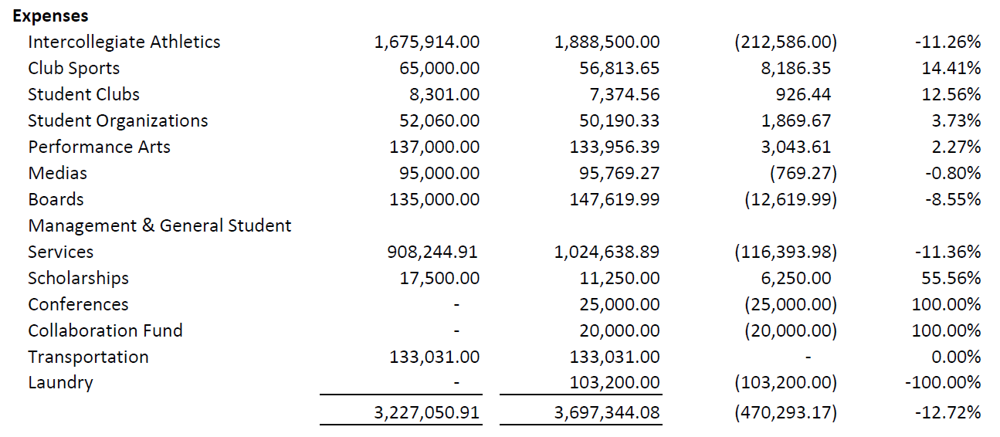 Expenses
Intercollegiate Athletics 1,675,914.00 1,888,500.00 (212,586.00) -11.26%
Club Sports 65,000.00 56,813.65 8,186.35 14.41%
Student Clubs 8,301.00 7,374.56 926.44 12.56%
Student Organizations 52,060.00 50,190.33 1,869.67 3.73%
Performance Arts 137,000.00 133,956.39 3,043.61 2.27%
Medias 95,000.00 95,769.27 (769.27) -0.80%
Boards 135,000.00 147,619.99 (12,619.99) -8.55%
Management & General Student
Services 908,244.91 1,024,638.89 (116,393.98) -11.36%
Scholarships 17,500.00 11,250.00 6,250.00 55.56%
Conferences - 25,000.00 (25,000.00) 100.00%
Collaboration Fund - 20,000.00 (20,000.00) 100.00%
Transportation 133,031.00 133,031.00 - 0.00%
Laundry - 103,200.00 (103,200.00) -100.00%
3,227,050.91 3,697,344.08 (470,293.17) -12.72%